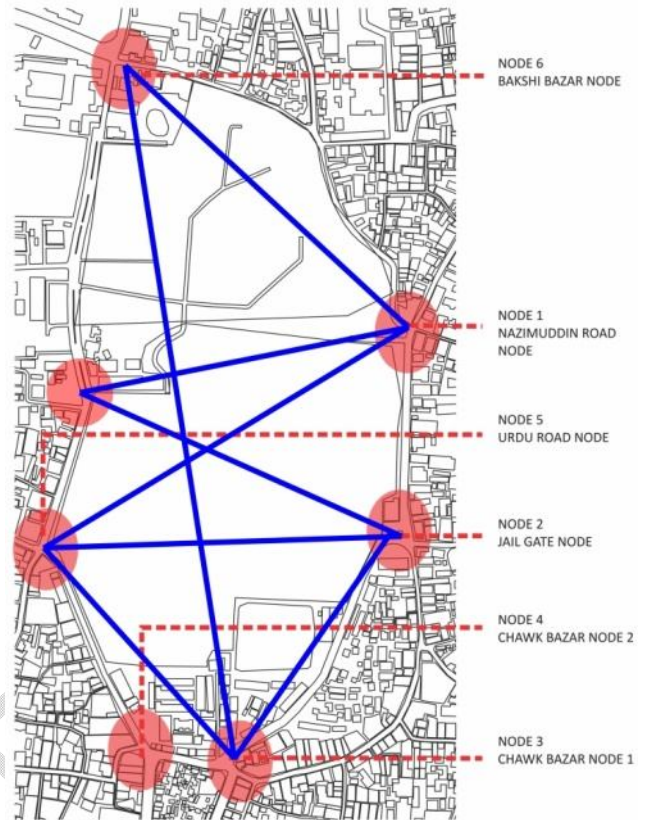 NODE 6
BAKSHI BAZAR NODE
NODE 1
NAZIMUDDIN ROAD
NODE
NODE 5
URDU ROAD NODE
NODE 2
JAIL GATE NODE
NODE 4
CHAWK BAZAR NODE 2
NODE 3
CHAWK BAZAR NODE 1